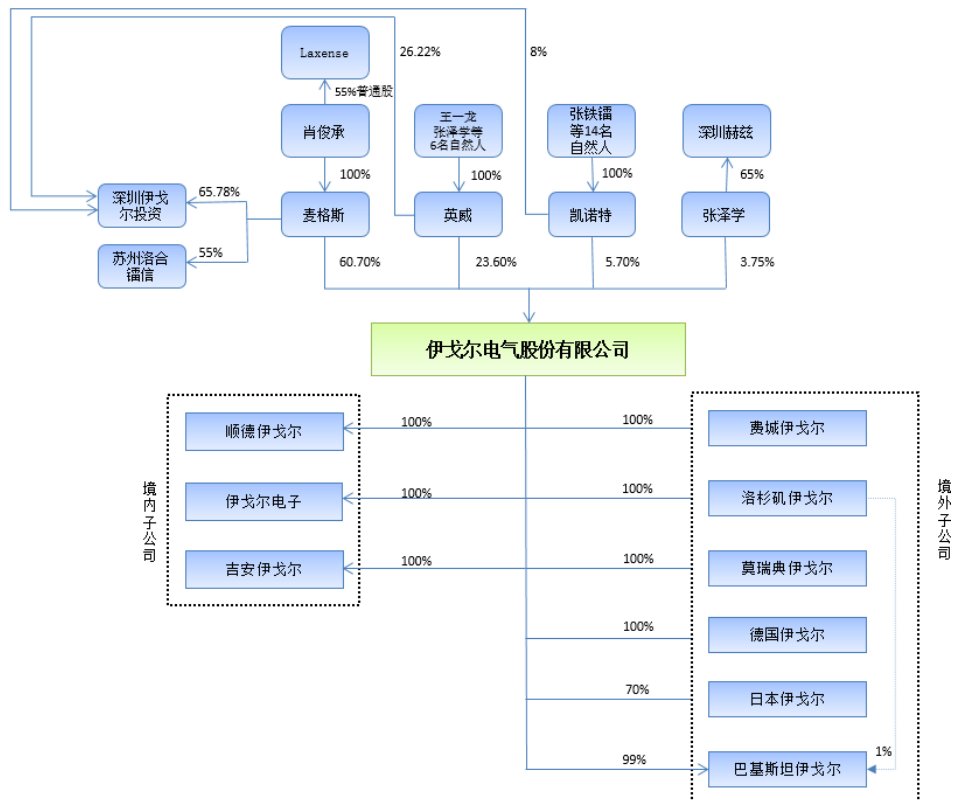 26.22%
8%
Laxense
55%普通股
肖俊承
王一龙
张泽学等
6名自然人
张铁镭
等14名
自然人
深圳赫兹
100%
100%
100%
65%
深圳伊戈
尔投资
65.78%
麦格斯
英威
凯诺特
张泽学
苏州洛合
镭信
55%
60.70%
23.60%
5.70%
3.75%
伊戈尔电气股份有限公司
境内子公司
顺德伊戈尔
100%
100%
费城伊戈尔
伊戈尔电子
100%
100%
洛杉矶伊戈尔
境外子公司
吉安伊戈尔
100%
100%
莫瑞典伊戈尔
100%
德国伊戈尔
70%
日本伊戈尔
99%
巴基斯坦伊戈尔
1%